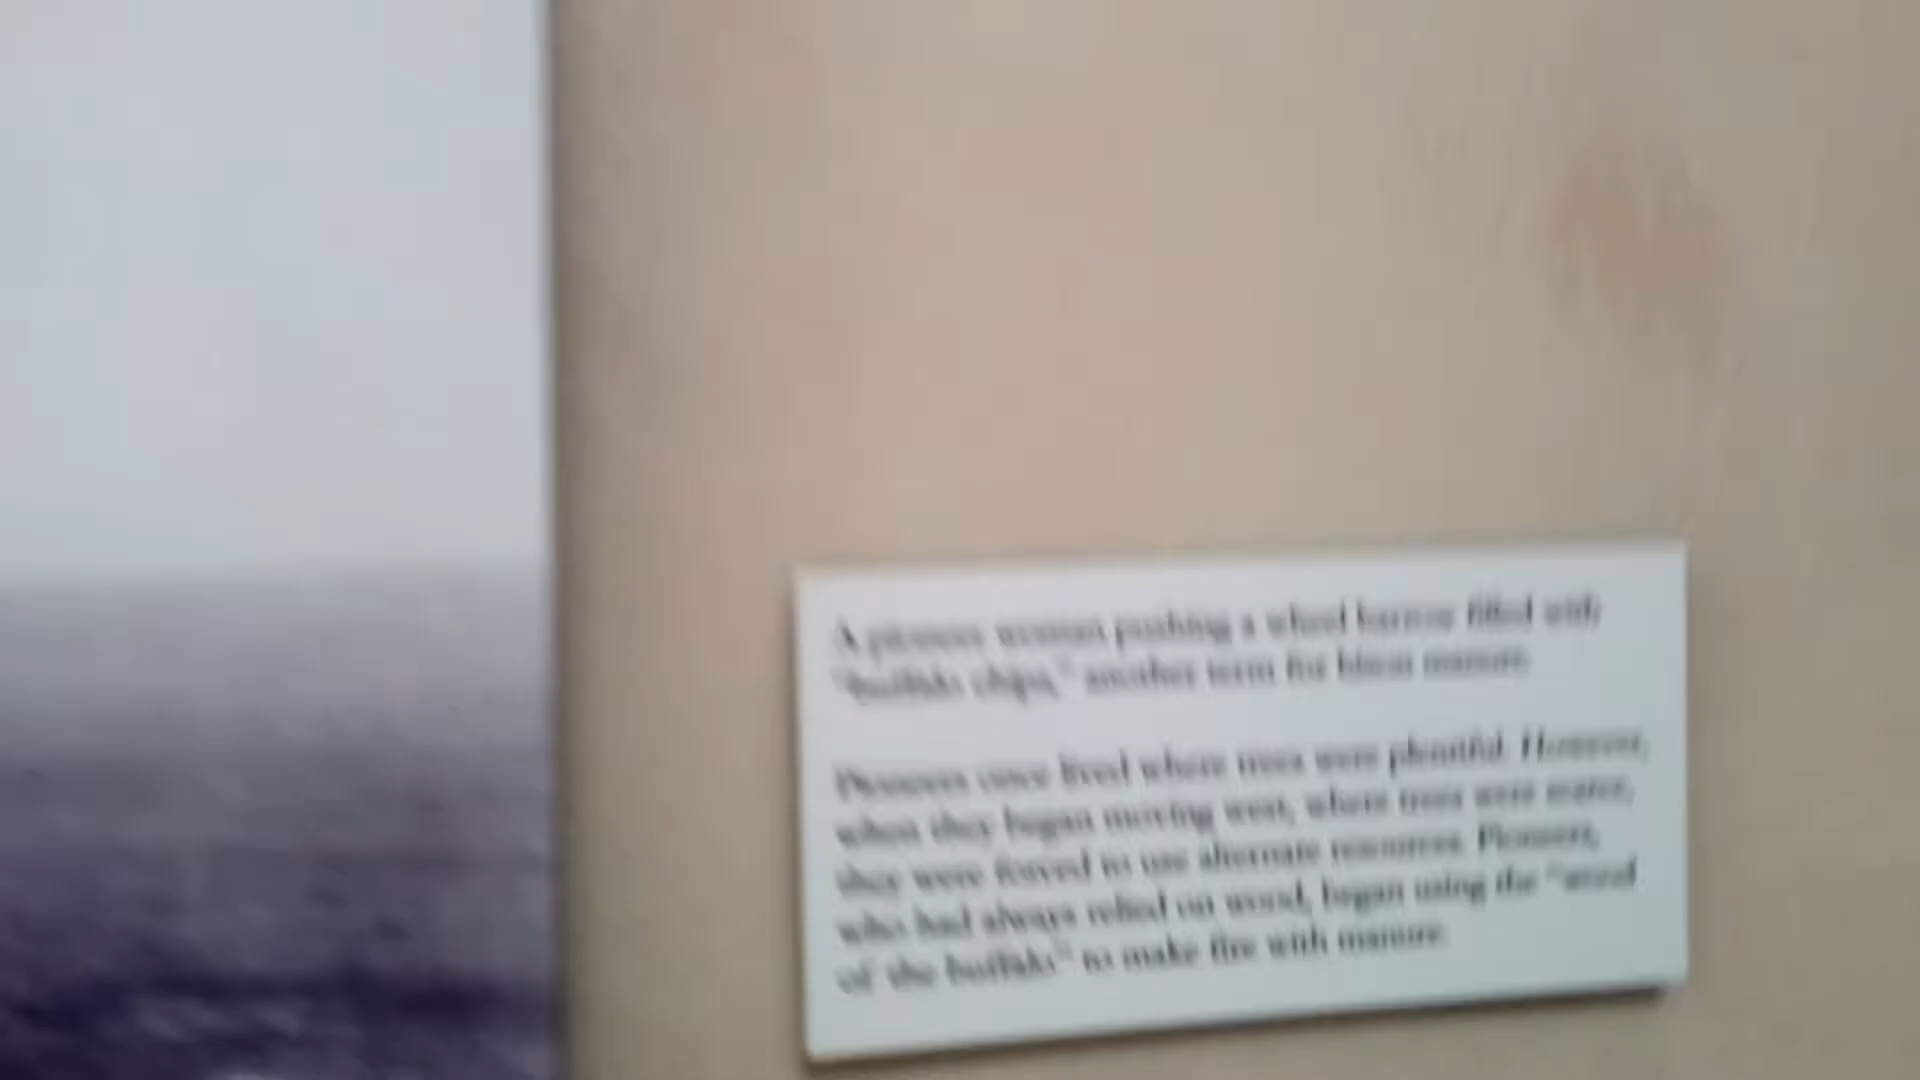 A pioneer woman pushing a wheel barrow filled with
"buffalo chips," another term for bison manure.
Pioneers once lived where trees were plentiful. However,
when they began moving west, where trees were scarce,
they were forced to use alternate resources. Pioneers,
who had always relied on wood, began using the "wood
of the buffalo" to make fire with manure.